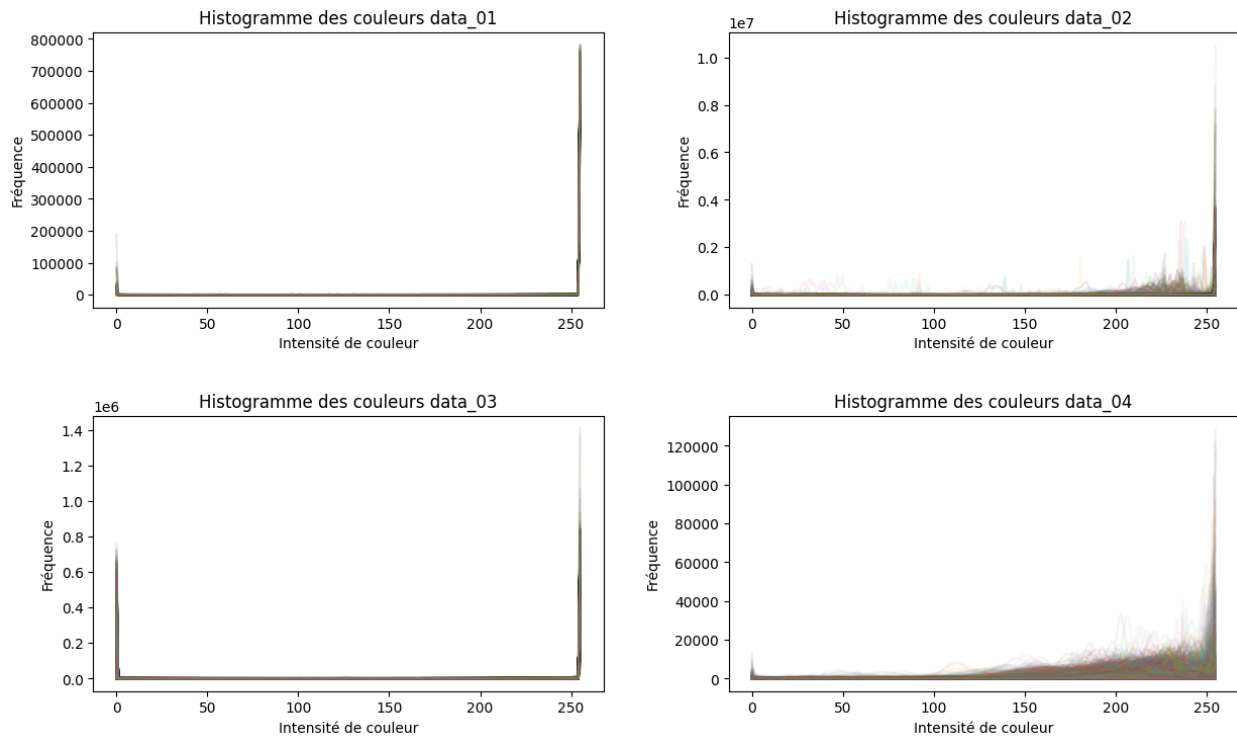 Histogramme des couleurs data_01
800000
700000
600000
500000
400000
300000
200000
100000
0
Fréquence
0 50 100 150 200 250
Intensité de couleur
Histogramme des couleurs data_02
1e7
1.0
0.8
0.6
0.4
0.2
0.0
Fréquence
0 50 100 150 200 250
Intensité de couleur
Histogramme des couleurs data_03
1e6
1.4
1.2
1.0
0.8
0.6
0.4
0.2
0.0
Fréquence
0 50 100 150 200 250
Intensité de couleur
Histogramme des couleurs data_04
120000
100000
80000
60000
40000
20000
0
Fréquence
0 50 100 150 200 250
Intensité de couleur